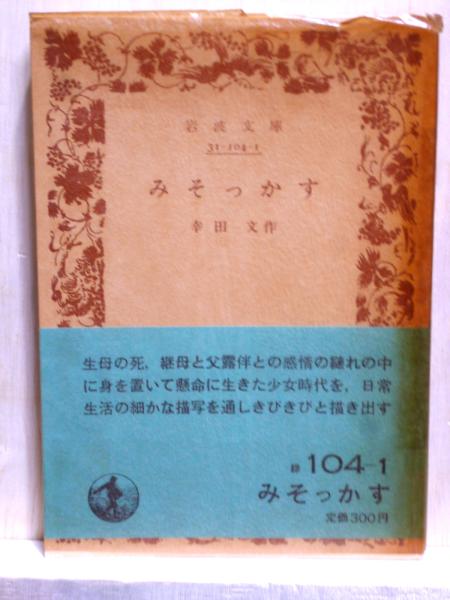 岩波文庫
31-104-1
みそっかす
幸田 文作
生母の死，継母と父露伴との感情の縺れの中
に身を置いて懸命に生きた少女時代を，日常
生活の細かな描写を通しきびきびと描き出す
緑 104-1
みそっかす
定価300円